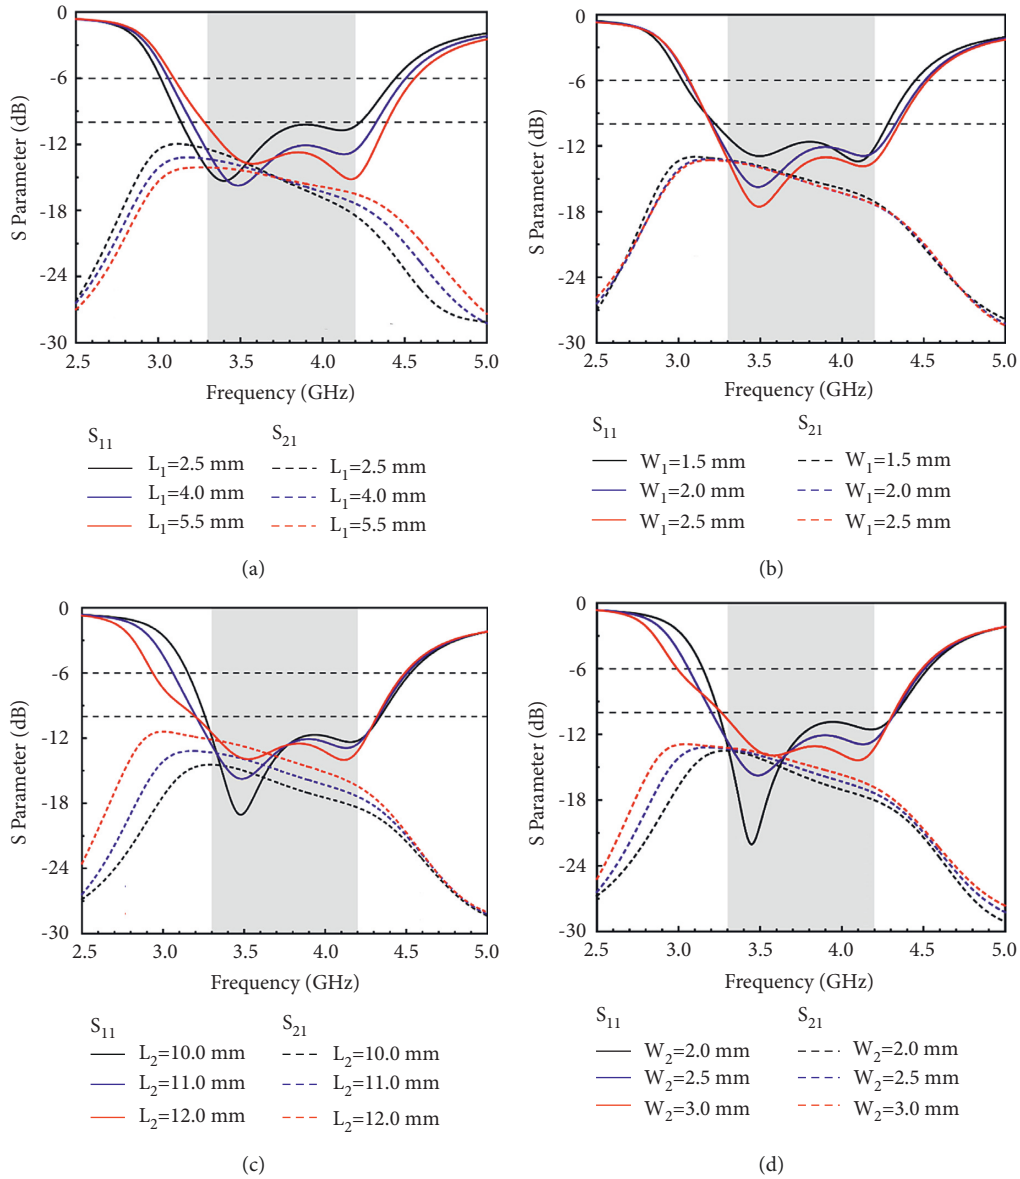 0
-6
-12
-18
-24
-30
S Parameter (dB)
2.5 3.0 3.5 4.0 4.5 5.0
Frequency (GHz)
S11 S21
L1=2.5 mm L1=2.5 mm
L1=4.0 mm L1=4.0 mm
L1=5.5 mm L1=5.5 mm
(a)
0
-6
-12
-18
-24
-30
S Parameter (dB)
2.5 3.0 3.5 4.0 4.5 5.0
Frequency (GHz)
S11 S21
W1=1.5 mm W1=1.5 mm
W1=2.0 mm W1=2.0 mm
W1=2.5 mm W1=2.5 mm
(b)
0
-6
-12
-18
-24
-30
S Parameter (dB)
2.5 3.0 3.5 4.0 4.5 5.0
Frequency (GHz)
S11 S21
L2=10.0 mm L2=10.0 mm
L2=11.0 mm L2=11.0 mm
L2=12.0 mm L2=12.0 mm
(c)
0
-6
-12
-18
-24
-30
S Parameter (dB)
2.5 3.0 3.5 4.0 4.5 5.0
Frequency (GHz)
S11 S21
W2=2.0 mm W2=2.0 mm
W2=2.5 mm W2=2.5 mm
W2=3.0 mm W2=3.0 mm
(d)